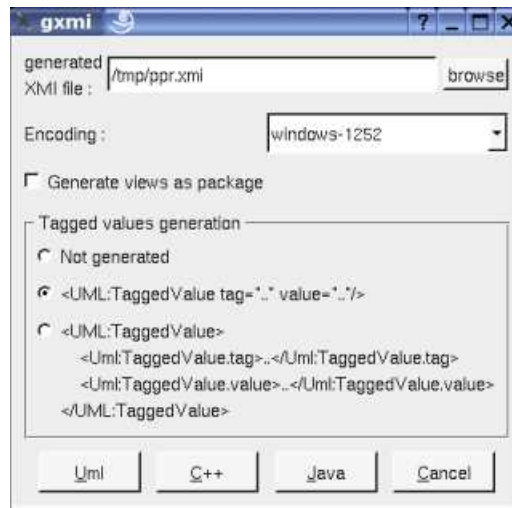 gxmi
generated
XMI file :
/tmp/ppr.xmi
browse
Encoding :
windows-1252
Generate views as package
Tagged values generation
Not generated
<UML:TaggedValue tag=".." value=".."/>
<UML:TaggedValue>
<Uml:TaggedValue.tag>..</Uml:TaggedValue.tag>
<Uml:TaggedValue.value>..</Uml:TaggedValue.value>
</UML:TaggedValue>
Uml C++ Java Cancel